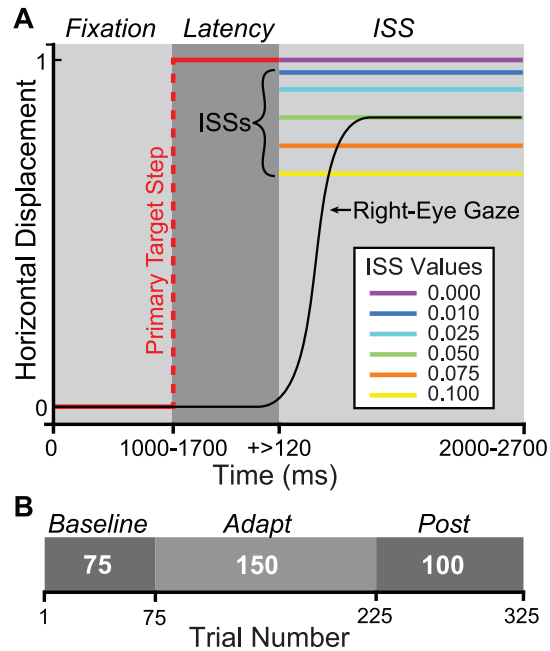 A
Fixation Latency ISS
1
0
Horizontal Displacement
Primary Target Step
ISSs
Right-Eye Gaze
ISS Values
0.000
0.010
0.025
0.050
0.075
0.100
0 1000-1700 +>120 2000-2700
Time (ms)
B
Baseline Adapt Post
75 150 100
1 75 225 325
Trial Number